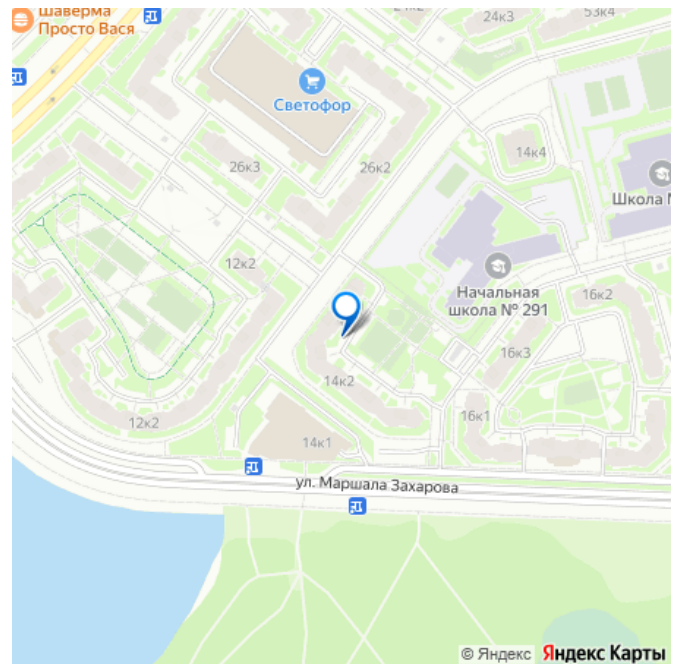 Шаверма
Просто Вася
24к3
53к4
Светофор
26к3
26к2
14к4
Школа
12к2
Начальная
школа № 291
16к2
16к3
14к2
16к1
12к2
14к1
ул. Маршала Захарова
© Яндекс Яндекс Карты